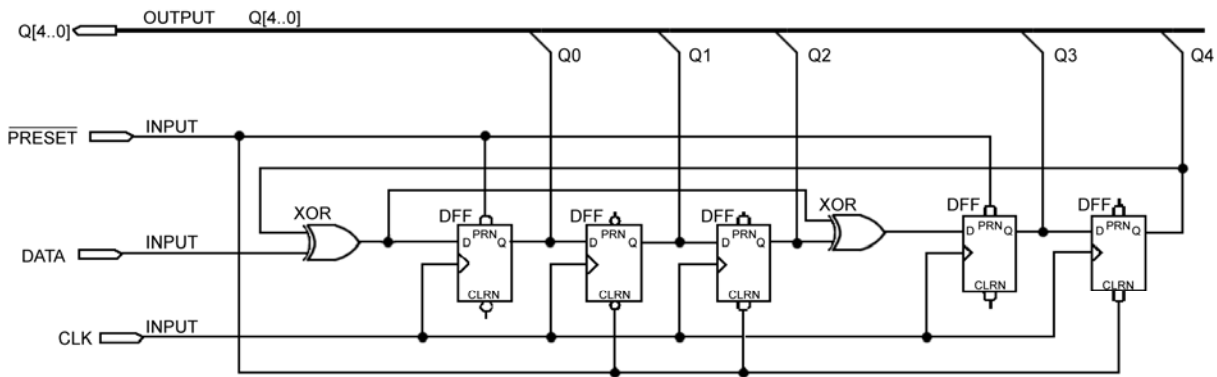 OUTPUT Q[4..0]
Q[4..0]
Q0 Q1 Q2 Q3 Q4
PRESET INPUT
XOR DFF DFF DFF XOR DFF DFF
PRN PRN PRN PRN PRN
D Q D Q D Q D Q D Q
DATA INPUT
CLRN CLRN CLRN CLRN CLRN
CLK INPUT